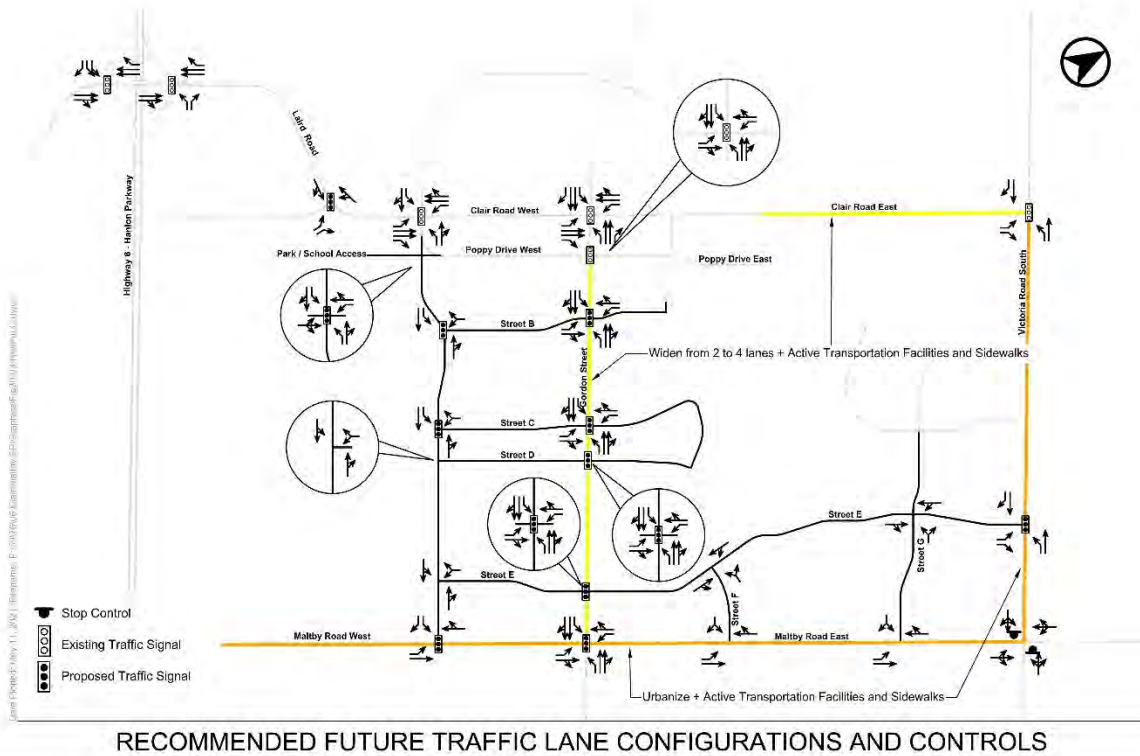 Laird Road
Highway 6 - Hanlon Parkway
Clair Road West
Clair Road East
Park / School Access
Poppy Drive West
Poppy Drive East
Victoria Road South
Street B
Gordon Street
Widen from 2 to 4 lanes + Active Transportation Facilities and Sidewalks
Street C
Street D
Street E
Street G
Street E
Street F
Stop Control
Existing Traffic Signal
Proposed Traffic Signal
Maltby Road West
Maltby Road East
Urbanize + Active Transportation Facilities and Sidewalks
RECOMMENDED FUTURE TRAFFIC LANE CONFIGURATIONS AND CONTROLS